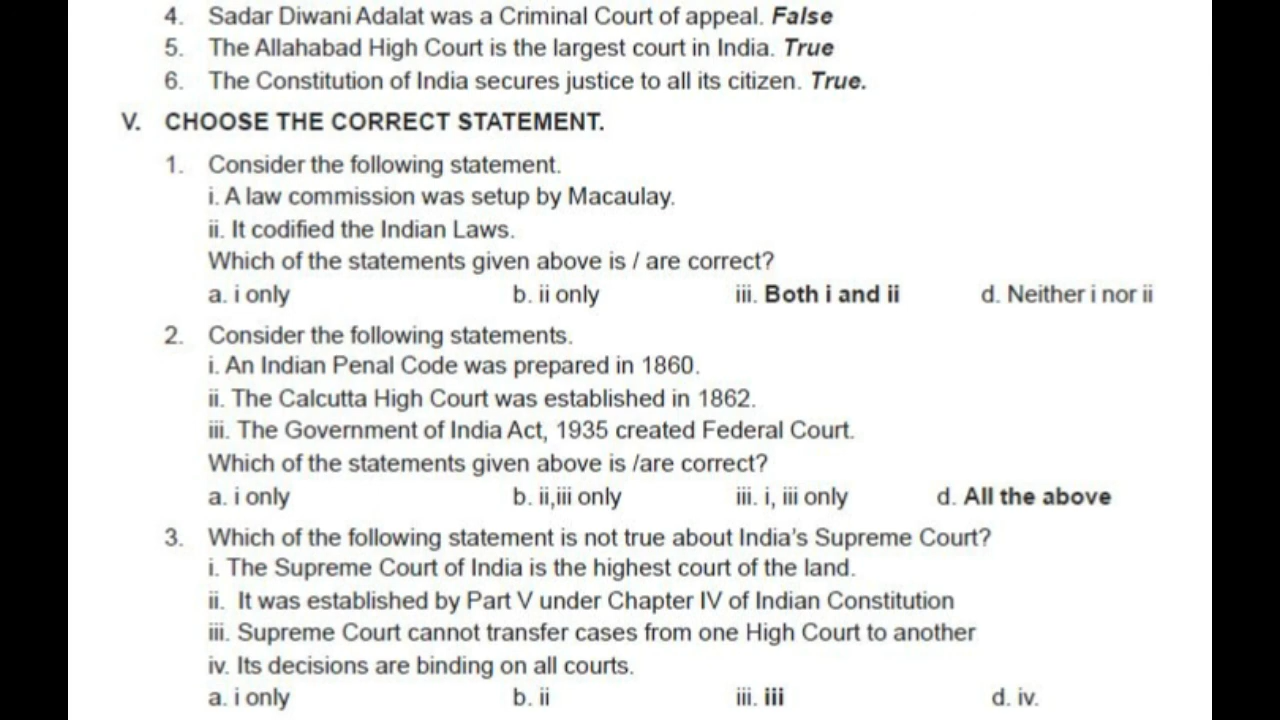 4. Sadar Diwani Adalat was a Criminal Court of appeal. False
5. The Allahabad High Court is the largest court in India. True
6. The Constitution of India secures justice to all its citizen. True.
V. CHOOSE THE CORRECT STATEMENT.
1. Consider the following statement.
i. A law commission was setup by Macaulay.
ii. It codified the Indian Laws.
Which of the statements given above is / are correct?
a. i only b. ii only iii. Both i and ii d. Neither i nor ii
2. Consider the following statements.
i. An Indian Penal Code was prepared in 1860.
ii. The Calcutta High Court was established in 1862.
iii. The Government of India Act, 1935 created Federal Court.
Which of the statements given above is /are correct?
a. i only b. ii,iii only iii. i, iii only d. All the above
3. Which of the following statement is not true about India's Supreme Court?
i. The Supreme Court of India is the highest court of the land.
ii. It was established by Part V under Chapter IV of Indian Constitution
iii. Supreme Court cannot transfer cases from one High Court to another
iv. Its decisions are binding on all courts.
a. i only b. ii iii. iii d. iv.